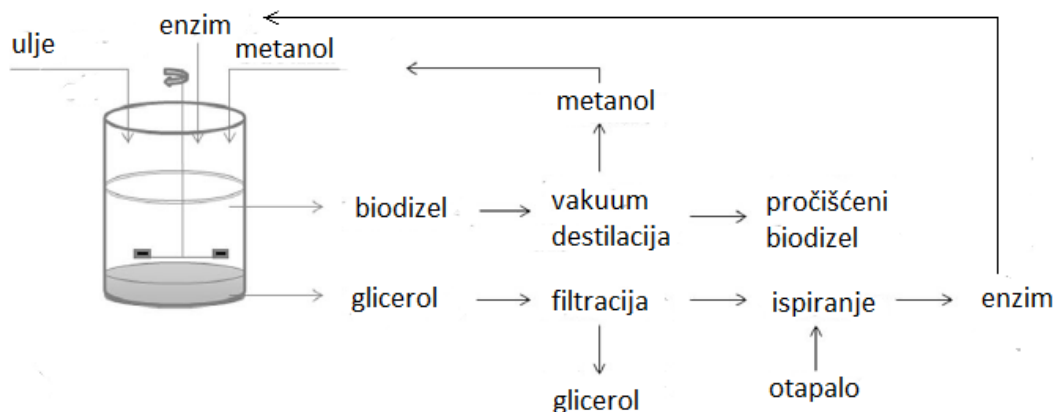 enzim
ulje
metanol
metanol
biodizel
vakuum
destilacija
pročišćeni
biodizel
glicerol
filtracija
ispiranje
enzim
glicerol
otapalo